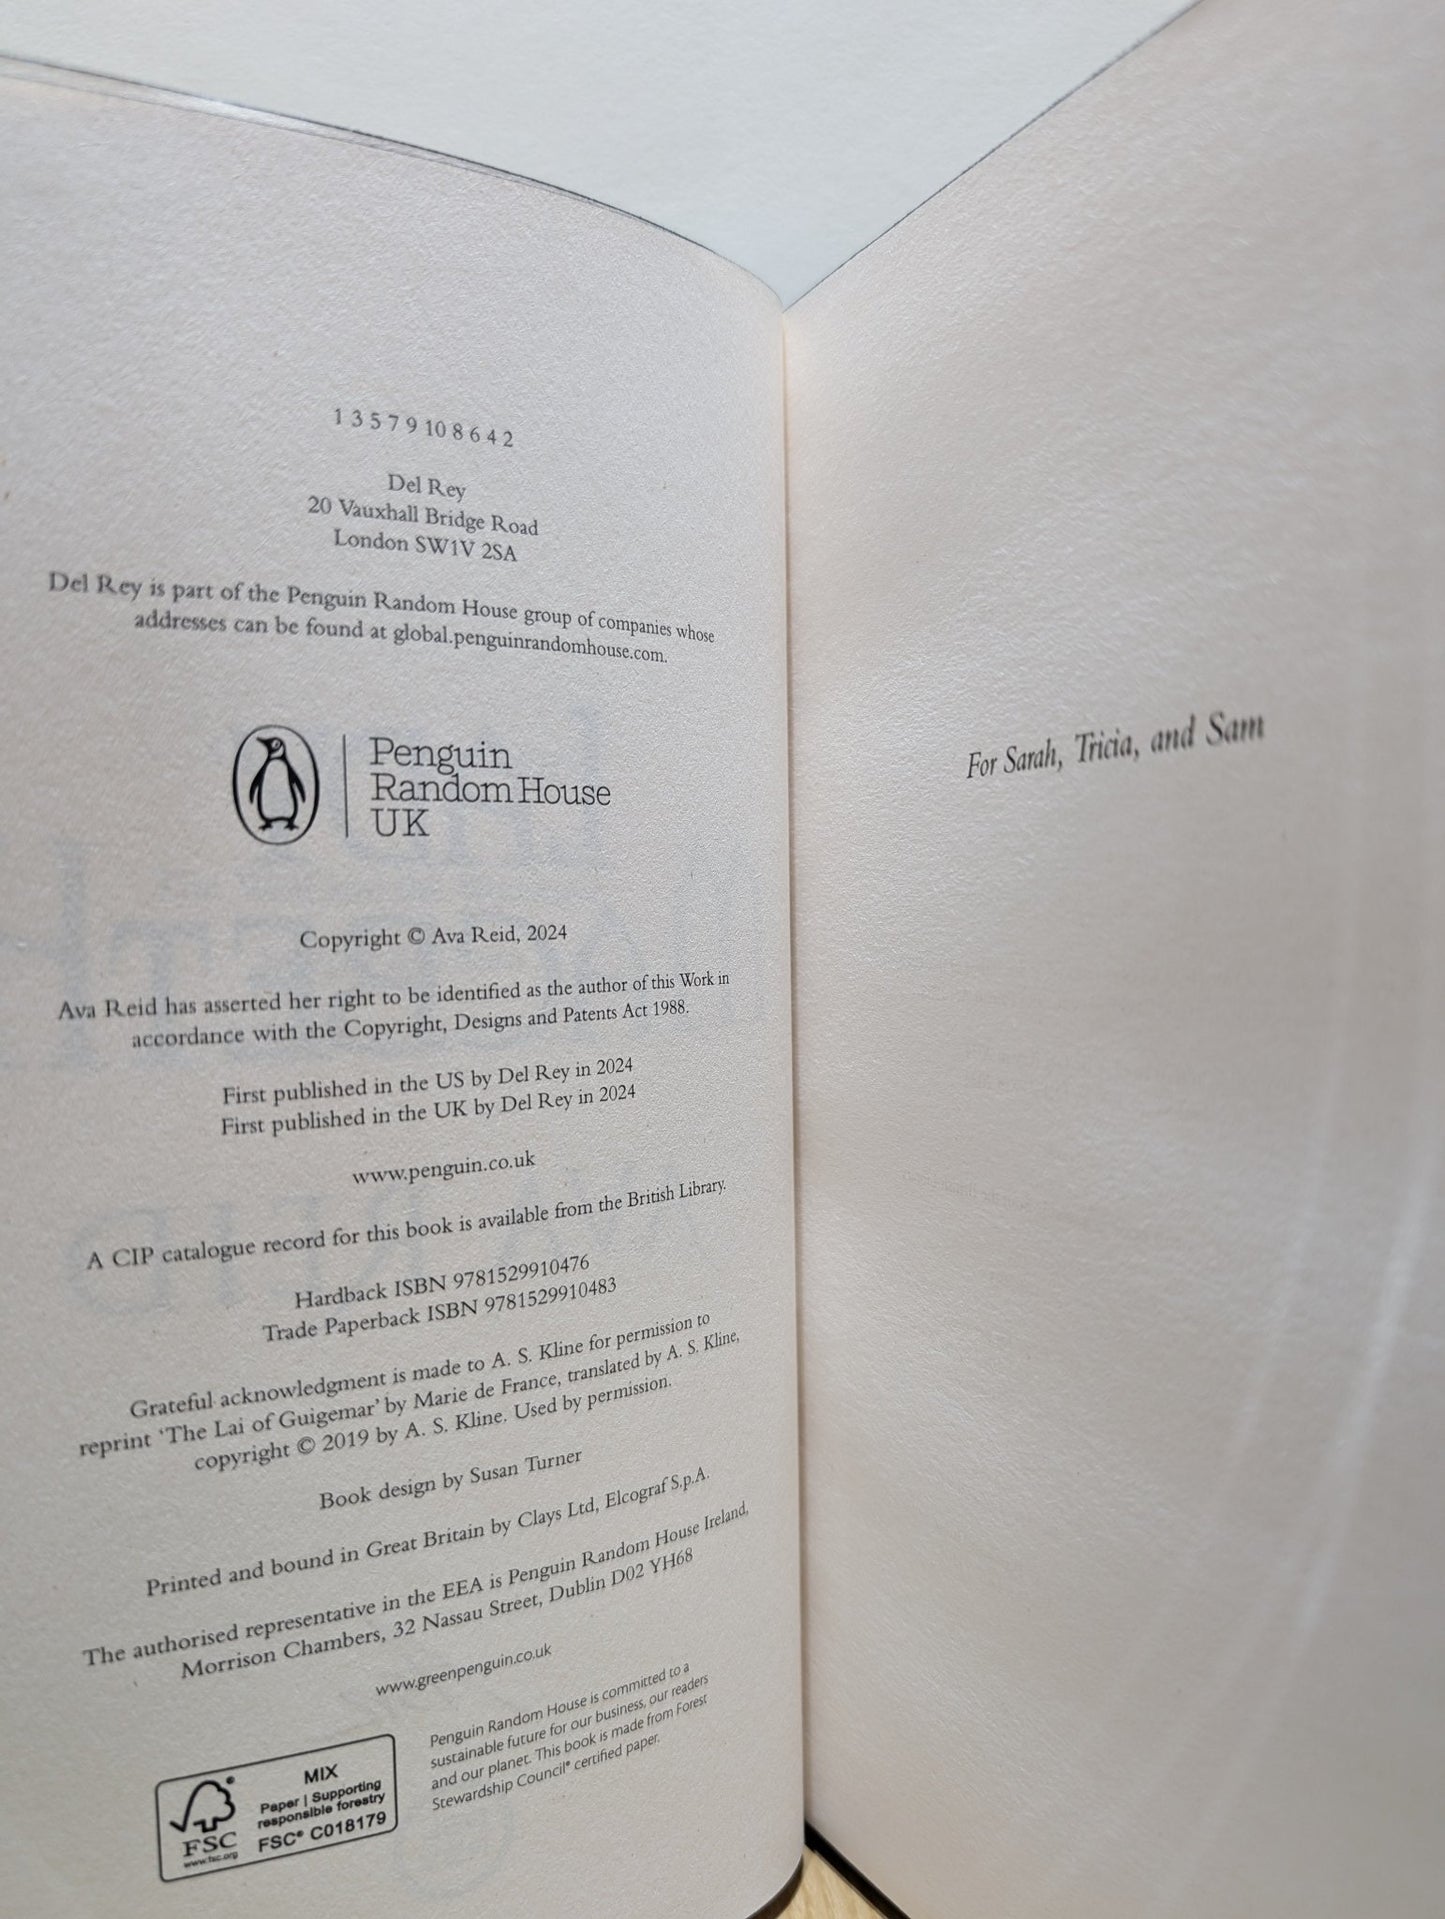 1 3 5 7 9 10 8 6 4 2
Del Rey
20 Vauxhall Bridge Road
London SW1V 2SA
Del Rey is part of the Penguin Random House group of companies whose
addresses can be found at global.penguinrandomhouse.com.
Penguin
Random House
UK
Copyright © Ava Reid, 2024
Ava Reid has asserted her right to be identified as the author of this Work in
accordance with the Copyright, Designs and Patents Act 1988.
First published in the US by Del Rey in 2024
First published in the UK by Del Rey in 2024
www.penguin.co.uk
A CIP catalogue record for this book is available from the British Library.
Hardback ISBN 9781529910476
Trade Paperback ISBN 9781529910483
Grateful acknowledgment is made to A. S. Kline for permission to
reprint ‘The Lai of Guigemar’ by Marie de France, translated by A. S. Kline,
copyright © 2019 by A. S. Kline. Used by permission.
Book design by Susan Turner
Printed and bound in Great Britain by Clays Ltd, Elcograf S.p.A.
The authorised representative in the EEA is Penguin Random House Ireland,
Morrison Chambers, 32 Nassau Street, Dublin D02 YH68
www.greenpenguin.co.uk
Penguin Random House is committed to a
sustainable future for our business, our readers
and our planet. This book is made from Forest
Stewardship Council® certified paper.
MIX
Paper | Supporting
responsible forestry
FSC® C018179
FSC
www.fsc.org
For Sarah, Tricia, and Sam